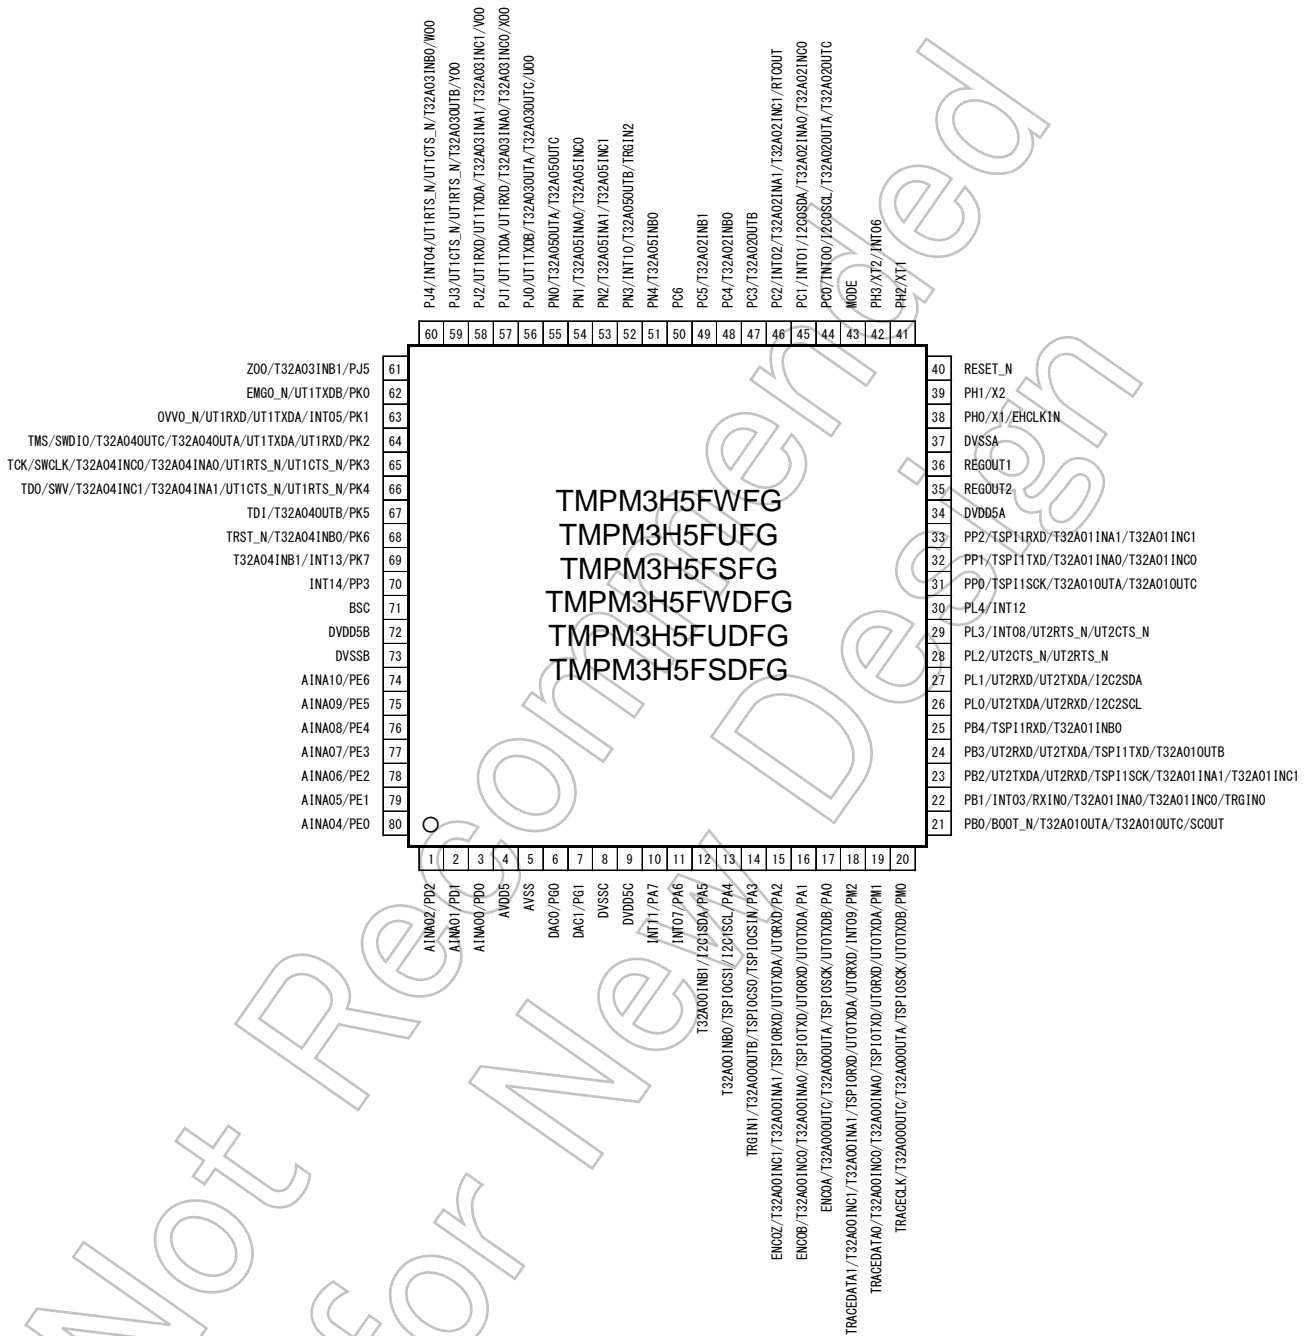 PJ4/INT04/UT1RTS_N/UT1CTS_N/T32A03INB0/WO0
PJ3/UT1CTS_N/UT1RTS_N/T32A03OUTB/YO0
PJ2/UT1RXD/UT1TXDA/T32A03INA1/T32A03INC1/VO0
PJ1/UT1TXDA/UT1RXD/T32A03INA0/T32A03INC0/XO0
PJ0/UT1TXDB/T32A03OUTA/T32A03OUTC/UO0
PN0/T32A05OUTA/T32A05OUTC
PN1/T32A05INA0/T32A05INC0
PN2/T32A05INA1/T32A05INC1
PN3/INT10/T32A05OUTB/TRGIN2
PN4/T32A05INB0
PC6
PC5/T32A02INB1
PC4/T32A02INB0
PC3/T32A02OUTB
PC2/INT02/T32A02INA1/T32A02INC1/RTCOUT
PC1/INT01/I2C0SDA/T32A02INA0/T32A02INC0
PC0/INT00/I2C0SCL/T32A02OUTA/T32A02OUTC
MODE
PH3/XT2/INT06
PH2/XT1
60 59 58 57 56 55 54 53 52 51 50 49 48 47 46 45 44 43 42 41
ZO0/T32A03INB1/PJ5 61
EMG0_N/UT1TXDB/PK0 62
OVV0_N/UT1RXD/UT1TXDA/INT05/PK1 63
TMS/SWDIO/T32A04OUTC/T32A04OUTA/UT1TXDA/UT1RXD/PK2 64
TCK/SWCLK/T32A04INC0/T32A04INA0/UT1RTS_N/UT1CTS_N/PK3 65
TDO/SWV/T32A04INC1/T32A04INA1/UT1CTS_N/UT1RTS_N/PK4 66
TDI/T32A04OUTB/PK5 67
TRST_N/T32A04INB0/PK6 68
T32A04INB1/INT13/PK7 69
INT14/PP3 70
BSC 71
DVDD5B 72
DVSSB 73
AINA10/PE6 74
AINA09/PE5 75
AINA08/PE4 76
AINA07/PE3 77
AINA06/PE2 78
AINA05/PE1 79
AINA04/PE0 80
TMPM3H5FWFG
TMPM3H5FUFG
TMPM3H5FSFG
TMPM3H5FWDFG
TMPM3H5FUDFG
TMPM3H5FSDFG
40 RESET_N
39 PH1/X2
38 PH0/X1/EHCLKIN
37 DVSSA
36 REGOUT1
35 REGOUT2
34 DVDD5A
33 PP2/TSPI1RXD/T32A01INA1/T32A01INC1
32 PP1/TSPI1TXD/T32A01INA0/T32A01INC0
31 PP0/TSPI1SCK/T32A01OUTA/T32A01OUTC
30 PL4/INT12
29 PL3/INT08/UT2RTS_N/UT2CTS_N
28 PL2/UT2CTS_N/UT2RTS_N
27 PL1/UT2RXD/UT2TXDA/I2C2SDA
26 PL0/UT2TXDA/UT2RXD/I2C2SCL
25 PB4/TSPI1RXD/T32A01INB0
24 PB3/UT2RXD/UT2TXDA/TSPI1TXD/T32A01OUTB
23 PB2/UT2TXDA/UT2RXD/TSPI1SCK/T32A01INA1/T32A01INC1
22 PB1/INT03/RXIN0/T32A01INA0/T32A01INC0/TRGIN0
21 PB0/BOOT_N/T32A01OUTA/T32A01OUTC/SCOUT
1 2 3 4 5 6 7 8 9 10 11 12 13 14 15 16 17 18 19 20
AINA02/PD2
AINA01/PD1
AINA00/PD0
AVDD5
AVSS
DAC0/PG0
DAC1/PG1
DVSSC
DVDD5C
INT11/PA7
INT07/PA6
T32A00INB1/I2C1SDA/PA5
T32A00INB0/TSPI0CS1/I2C1SCL/PA4
TRGIN1/T32A00OUTB/TSPI0CS0/TSPI0CSIN/PA3
ENC0Z/T32A00INC1/T32A00INA1/TSPI0RXD/UT0TXDA/UT0RXD/PA2
ENC0B/T32A00INC0/T32A00INA0/TSPI0TXD/UT0RXD/UT0TXDA/PA1
ENC0A/T32A00OUTC/T32A00OUTA/TSPI0SCK/UT0TXDB/PA0
TRACEDATA1/T32A00INC1/T32A00INA1/TSPI0RXD/UT0TXDA/UT0RXD/INT09/PM2
TRACEDATA0/T32A00INC0/T32A00INA0/TSPI0TXD/UT0RXD/UT0TXDA/PM1
TRACECLK/T32A00OUTC/T32A00OUTA/TSPI0SCK/UT0TXDB/PM0
Not Recommended
for New Design